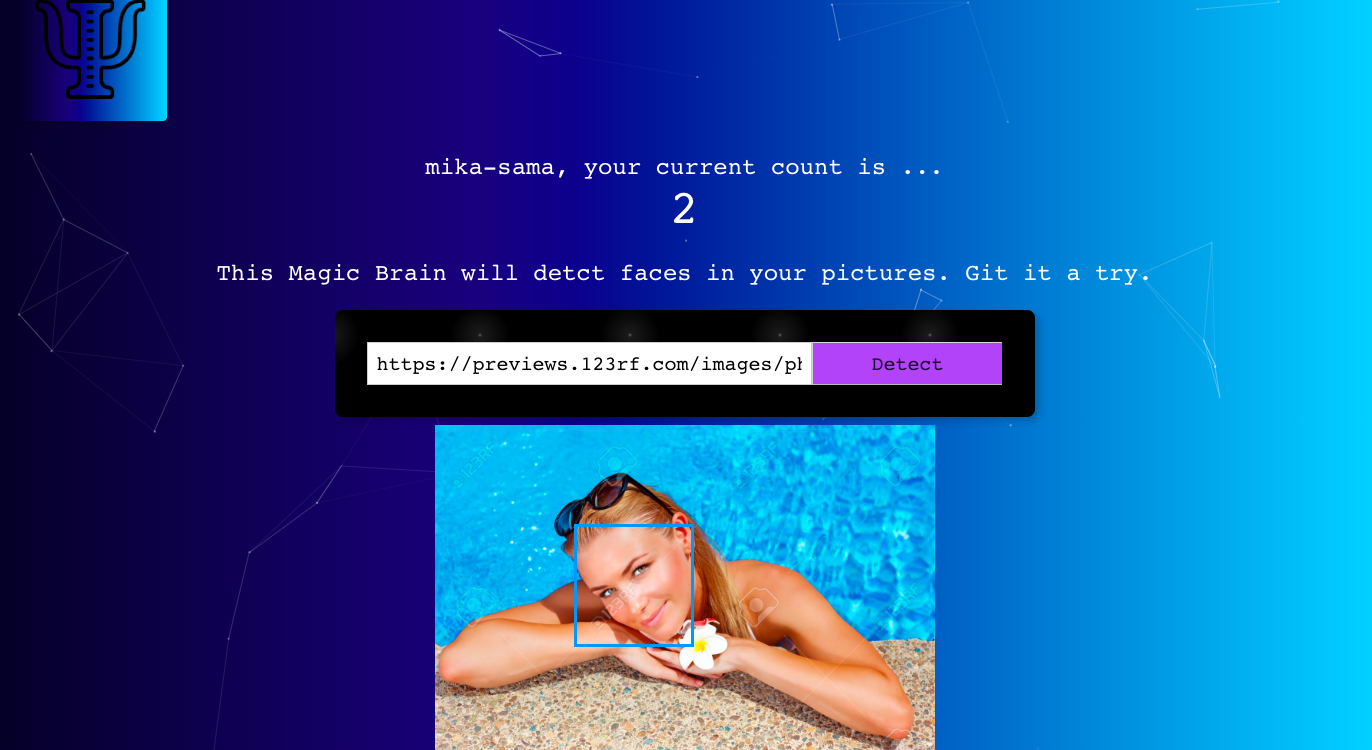 mika-sama, your current count is ...
2
This Magic Brain will detct faces in your pictures. Git it a try.
https://previews.123rf.com/images/ph
Detect
123RF